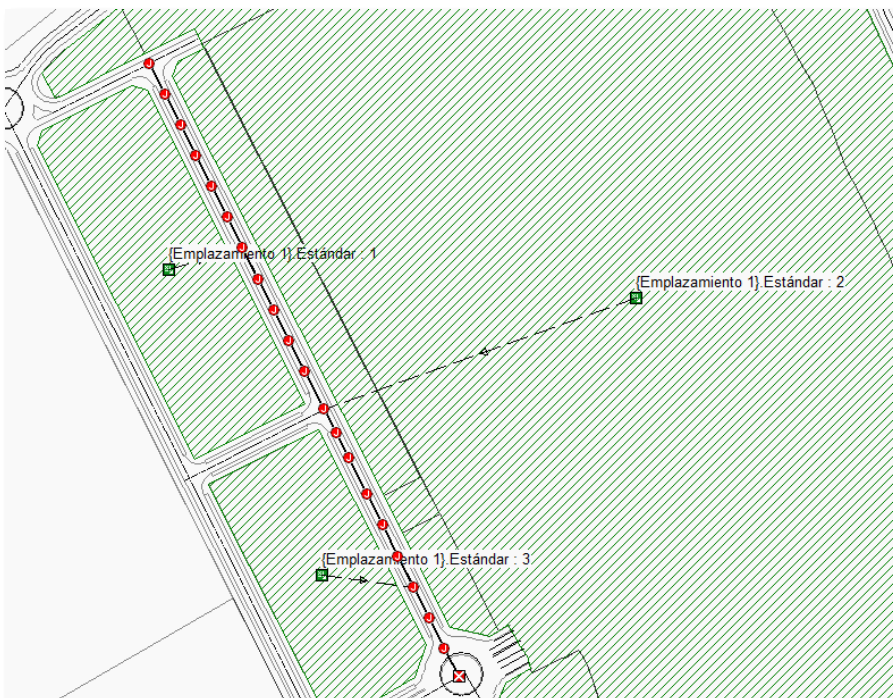 {Emplazamiento 1}.Estándar : 1
{Emplazamiento 1}.Estándar : 2
{Emplazamiento 1}.Estándar : 3